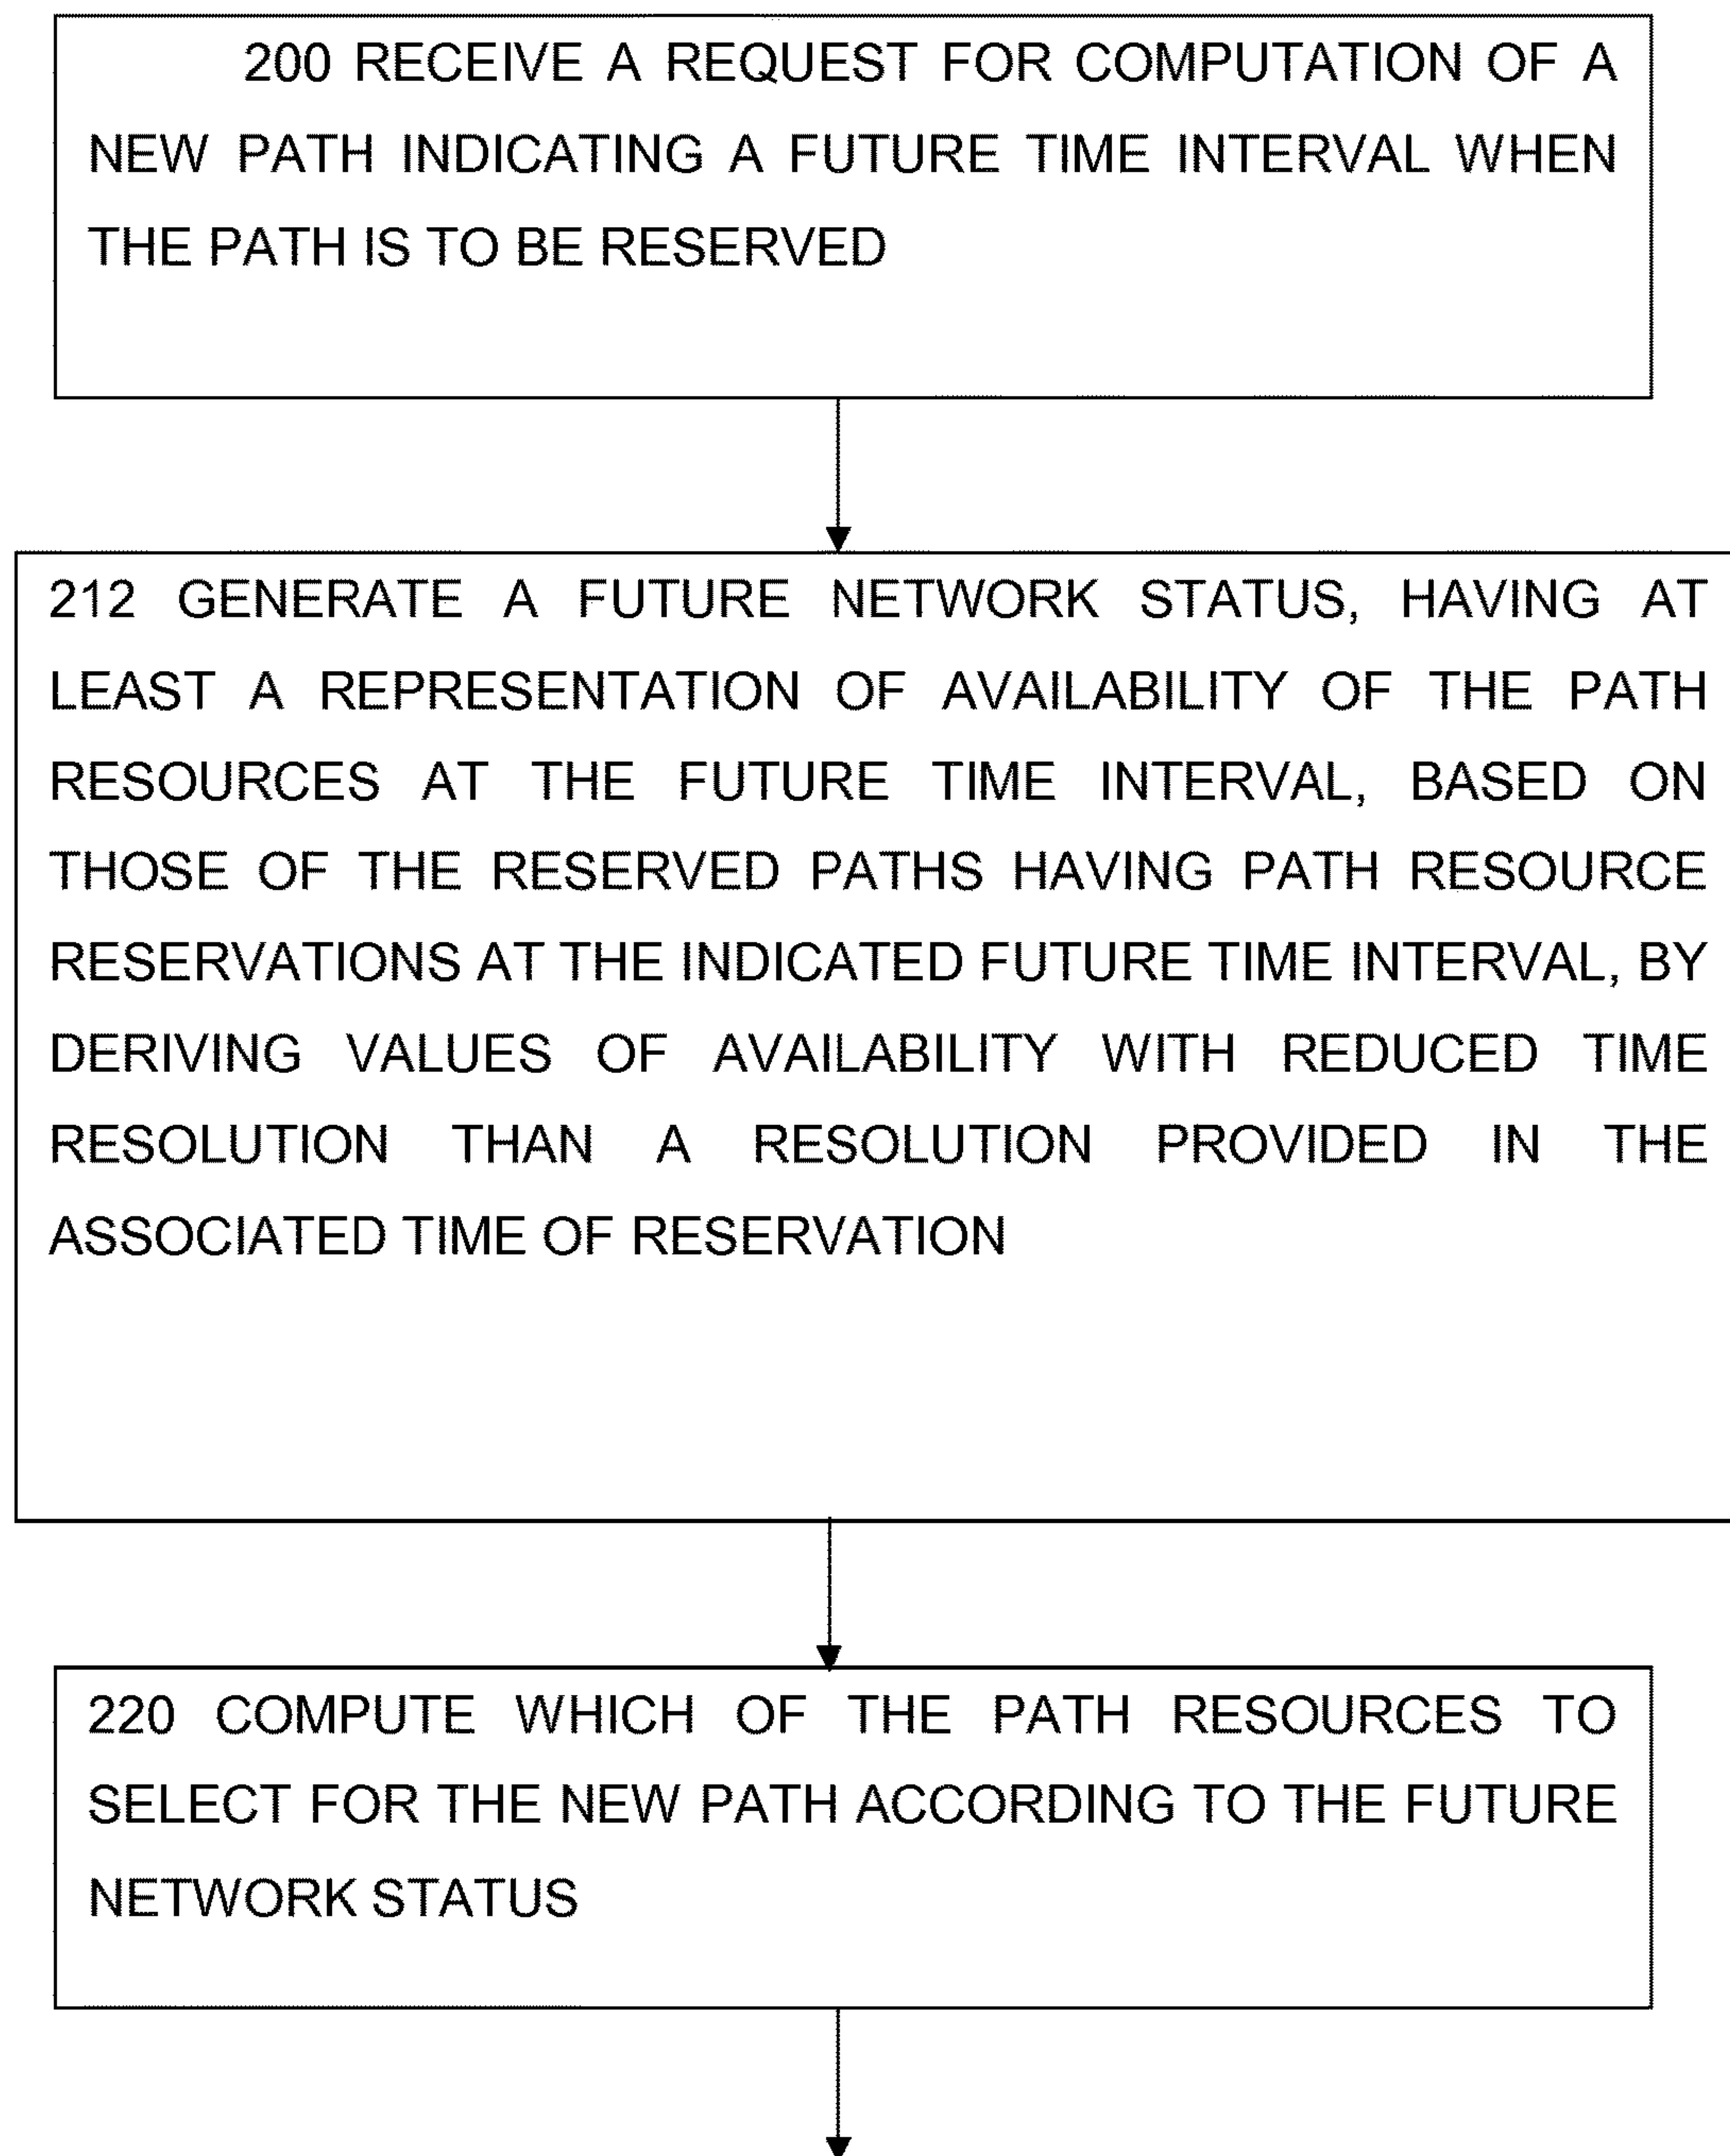 200 RECEIVE A REQUEST FOR COMPUTATION OF A
NEW PATH INDICATING A FUTURE TIME INTERVAL WHEN
THE PATH IS TO BE RESERVED
212 GENERATE A FUTURE NETWORK STATUS, HAVING AT
LEAST A REPRESENTATION OF AVAILABILITY OF THE PATH
RESOURCES AT THE FUTURE TIME INTERVAL, BASED ON
THOSE OF THE RESERVED PATHS HAVING PATH RESOURCE
RESERVATIONS AT THE INDICATED FUTURE TIME INTERVAL, BY
DERIVING VALUES OF AVAILABILITY WITH REDUCED TIME
RESOLUTION THAN A RESOLUTION PROVIDED IN THE
ASSOCIATED TIME OF RESERVATION
220 COMPUTE WHICH OF THE PATH RESOURCES TO
SELECT FOR THE NEW PATH ACCORDING TO THE FUTURE
NETWORK STATUS